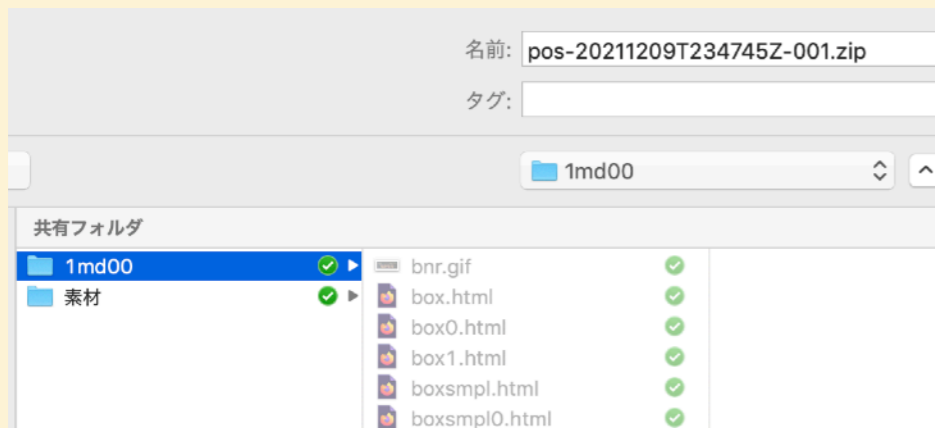 名前: pos-20211209T234745Z-001.zip
タグ:
1md00
共有フォルダ
1md00
素材
bnr.gif
box.html
box0.html
box1.html
boxsmpl.html
boxsmpl0.html